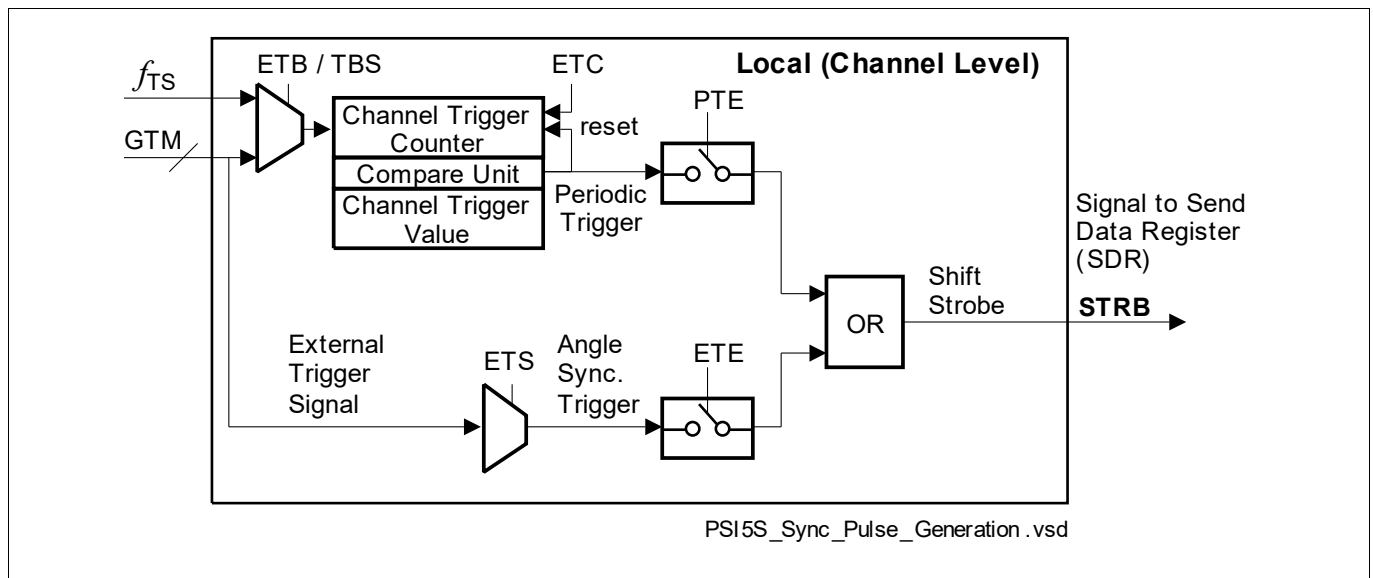 Local (Channel Level)
ETB / TBS
ETC
fTS
GTM
Channel Trigger
Counter
Compare Unit
Channel Trigger
Value
reset
Periodic
Trigger
PTE
Signal to Send
Data Register
(SDR)
OR
Shift
Strobe
STRB
External
Trigger
Signal
ETS
Angle
Sync.
Trigger
ETE
PSI5S_Sync_Pulse_Generation.vsd